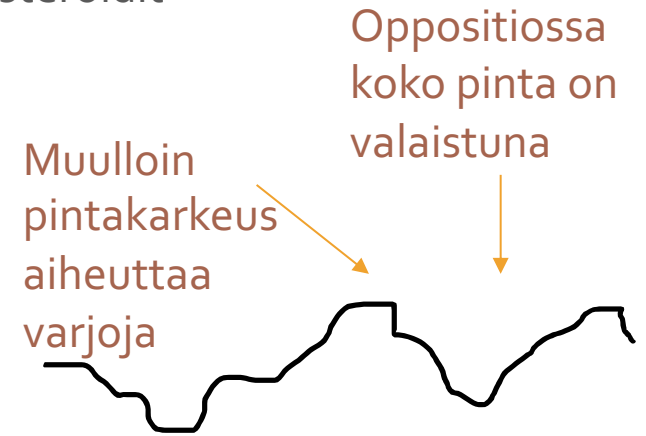 Oppositiossa
koko pinta on
valaistuna
Muulloin
pintakarkeus
aiheuttaa
varjoja